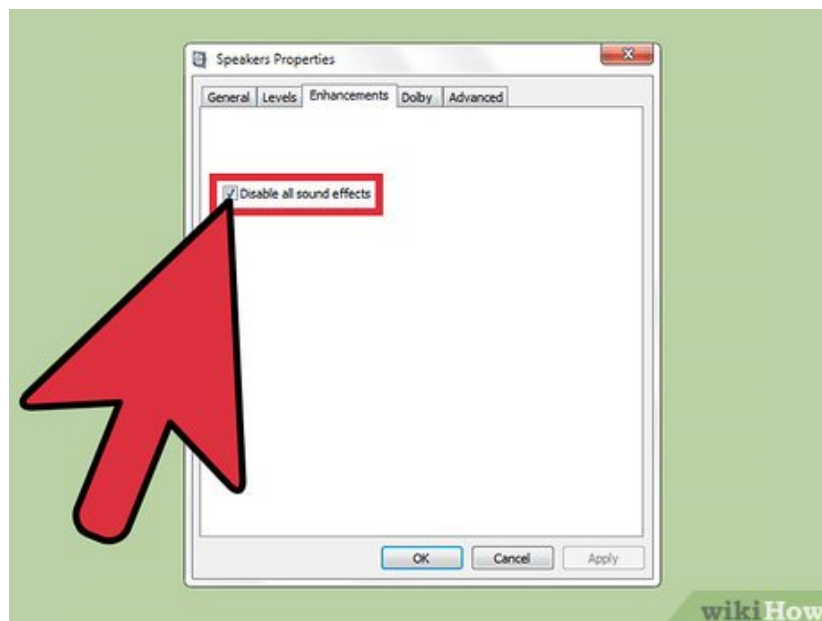 Speakers Properties
General Levels Enhancements Dolby Advanced
Disable all sound effects
OK Cancel Apply
wikiHow